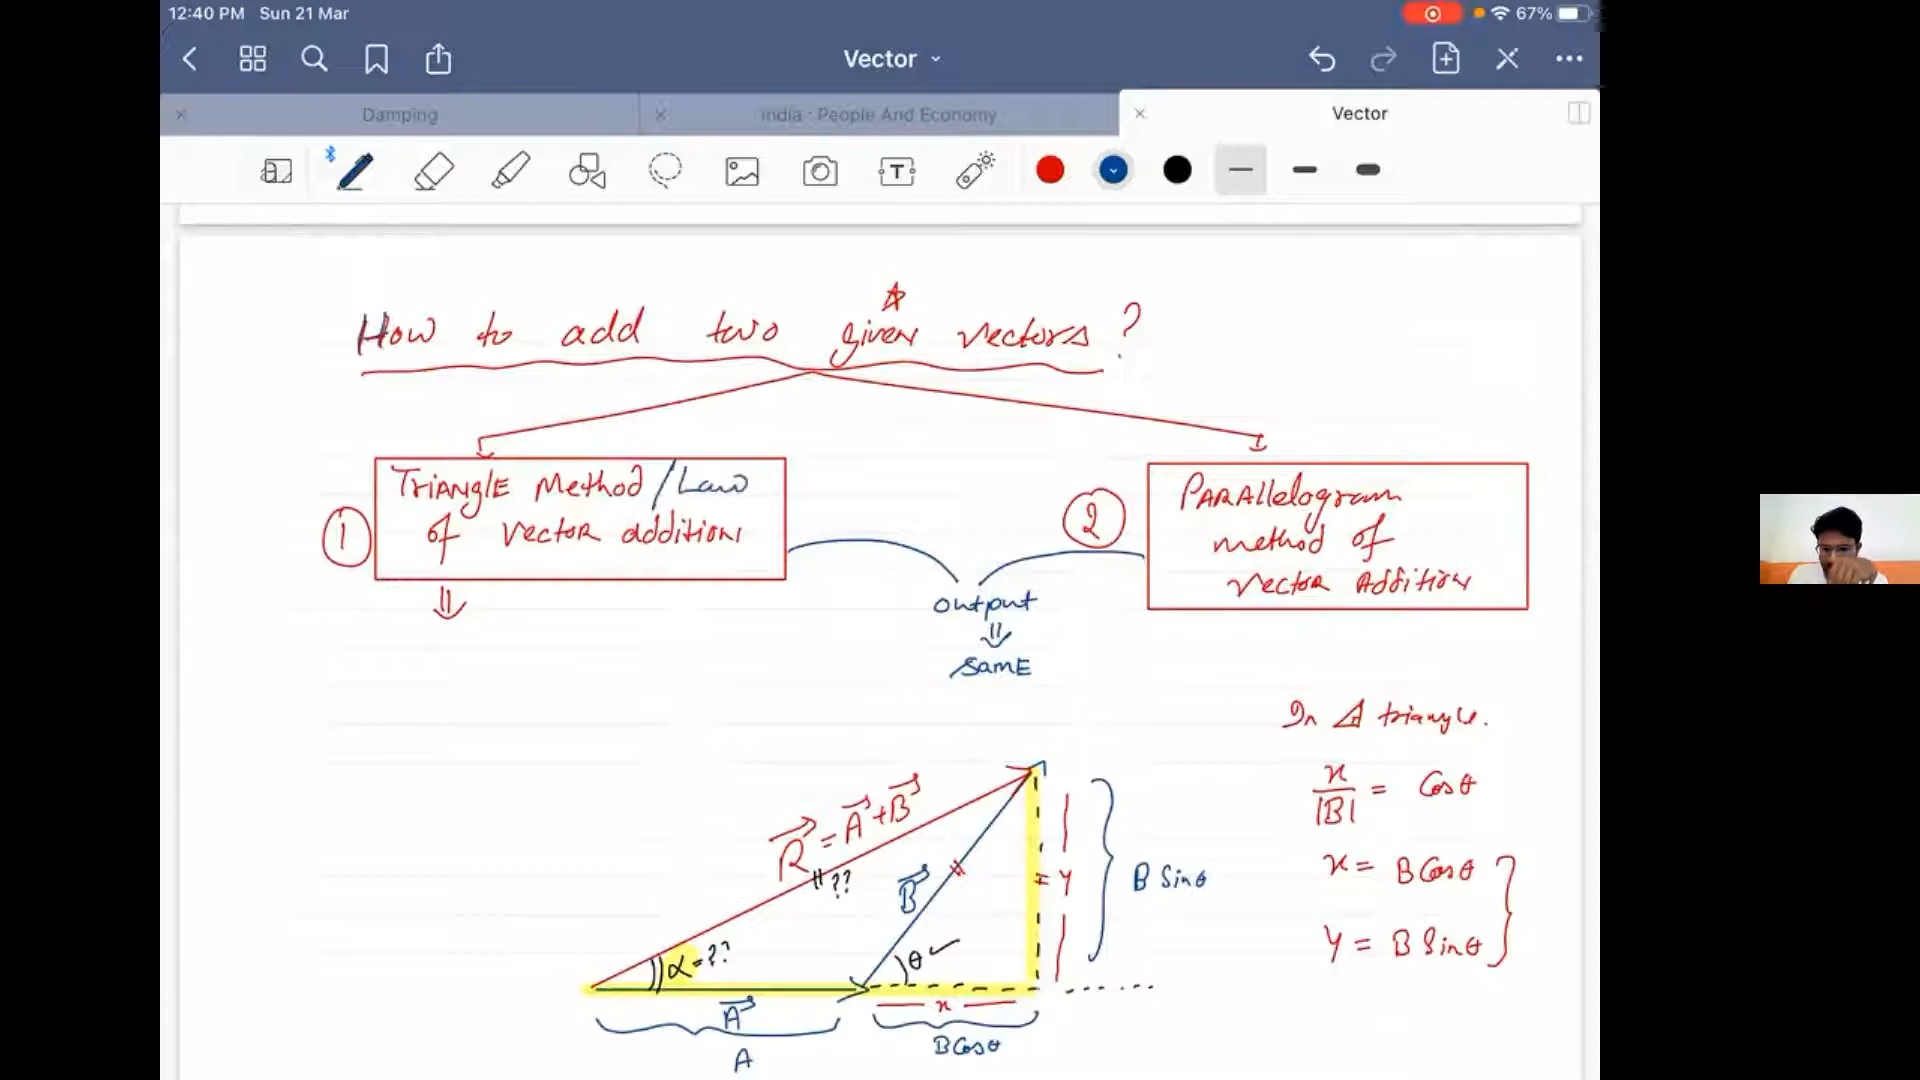 12:40 PM Sun 21 Mar
67%
Vector
Damping
India : People And Economy
Vector
T
How to add two given vectors?
1
TRIANGLE Method/Law
of vector addition
2
PARAllelogram
method of
vector Addition
output
⇓
SAME
In ⊿ triangle.
x/|B| = Cosθ
x = B Cosθ
y = B Sinθ
R⃗ = A⃗ + B⃗
= ??
B⃗
= y
B Sinθ
α = ??
θ ✓
A⃗
x
A
B Cosθ